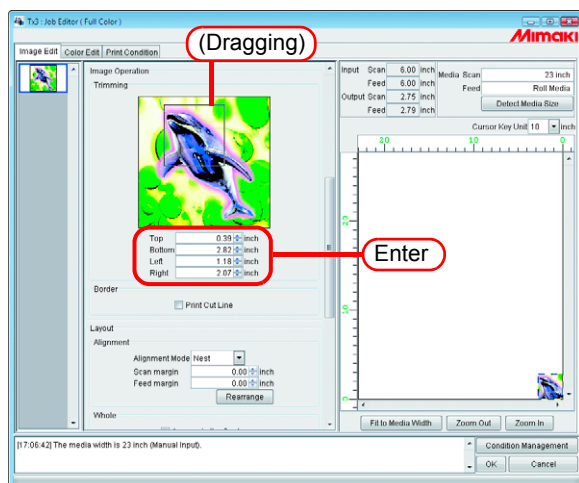 Tx3 : Job Editor ( Full Color )
Mimaki
Image Edit Color Edit Print Condition
(Dragging)
Image Operation
Trimming
Top 0.39 inch
Bottom 2.82 inch
Left 1.18 inch
Right 2.07 inch
Enter
Border
Print Cut Line
Layout
Alignment
Alignment Mode Nest
Scan margin 0.00 inch
Feed margin 0.00 inch
Rearrange
Whole
Input Scan 6.00 inch
Feed 6.00 inch
Output Scan 2.75 inch
Feed 2.79 inch
Media Scan 23 inch
Feed Roll Media
Detect Media Size
Cursor Key Unit 10 inch
20 10 0
20
10
0
Fit to Media Width Zoom Out Zoom In
[17:06:42] The media width is 23 inch (Manual Input).
Condition Management
OK Cancel